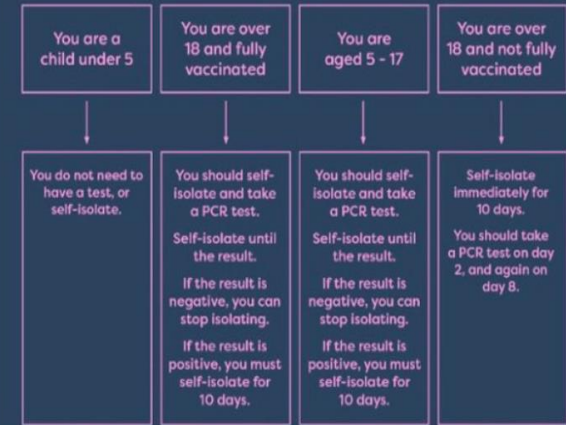 You are a
child under 5
You are over
18 and fully
vaccinated
You are
aged 5 - 17
You are over
18 and not fully
vaccinated
You do not need to
have a test, or
self-isolate.
You should self-
isolate and take
a PCR test.
Self-isolate until
the result.
If the result is
negative, you can
stop isolating.
If the result is
positive, you must
self-isolate for
10 days.
You should self-
isolate and take
a PCR test.
Self-isolate until
the result.
If the result is
negative, you can
stop isolating.
If the result is
positive, you must
self-isolate for
10 days.
Self-isolate
immediately for
10 days.
You should take
a PCR test on day
2, and again on
day 8.